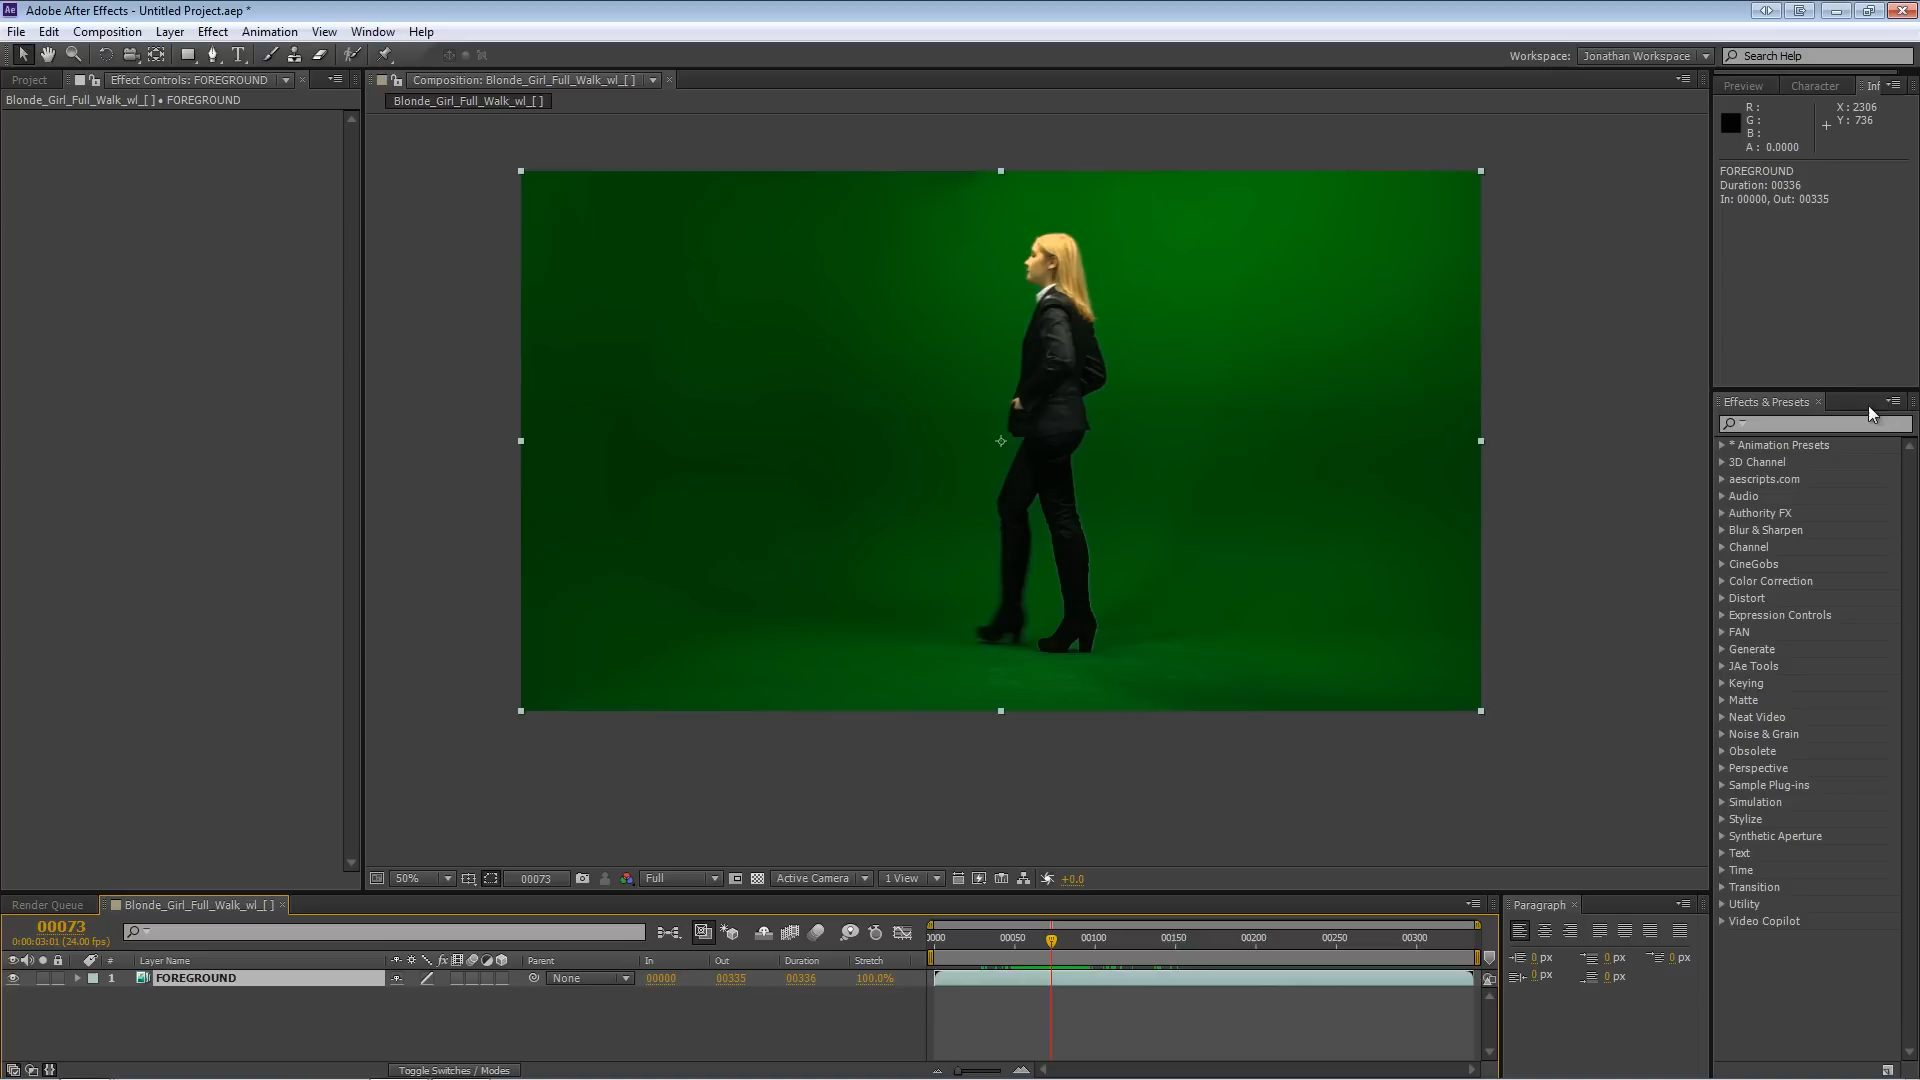 Ae Adobe After Effects - Untitled Project.aep *
File Edit Composition Layer Effect Animation View Window Help
Workspace: Jonathan Workspace Search Help
Project Effect Controls: FOREGROUND
Blonde_Girl_Full_Walk_wl_[ ] • FOREGROUND
Composition: Blonde_Girl_Full_Walk_wl_[ ]
Blonde_Girl_Full_Walk_wl_[ ]
Preview Character Inf
R :
G :
B :
A : 0.0000
X : 2306
Y : 736
FOREGROUND
Duration: 00336
In: 00000, Out: 00335
Effects & Presets
* Animation Presets
3D Channel
aescripts.com
Audio
Authority FX
Blur & Sharpen
Channel
CineGobs
Color Correction
Distort
Expression Controls
FAN
Generate
JAe Tools
Keying
Matte
Neat Video
Noise & Grain
Obsolete
Perspective
Sample Plug-ins
Simulation
Stylize
Synthetic Aperture
Text
Time
Transition
Utility
Video Copilot
50% 00073 Full Active Camera 1 View +0.0
Render Queue Blonde_Girl_Full_Walk_wl_[ ]
00073
0:00:03:01 (24.00 fps)
0000 00050 00100 00150 00200 00250 00300
# Layer Name fx Parent In Out Duration Stretch
1 FOREGROUND None 00000 00335 00336 100.0%
Toggle Switches / Modes
Paragraph
0 px 0 px 0 px
0 px 0 px